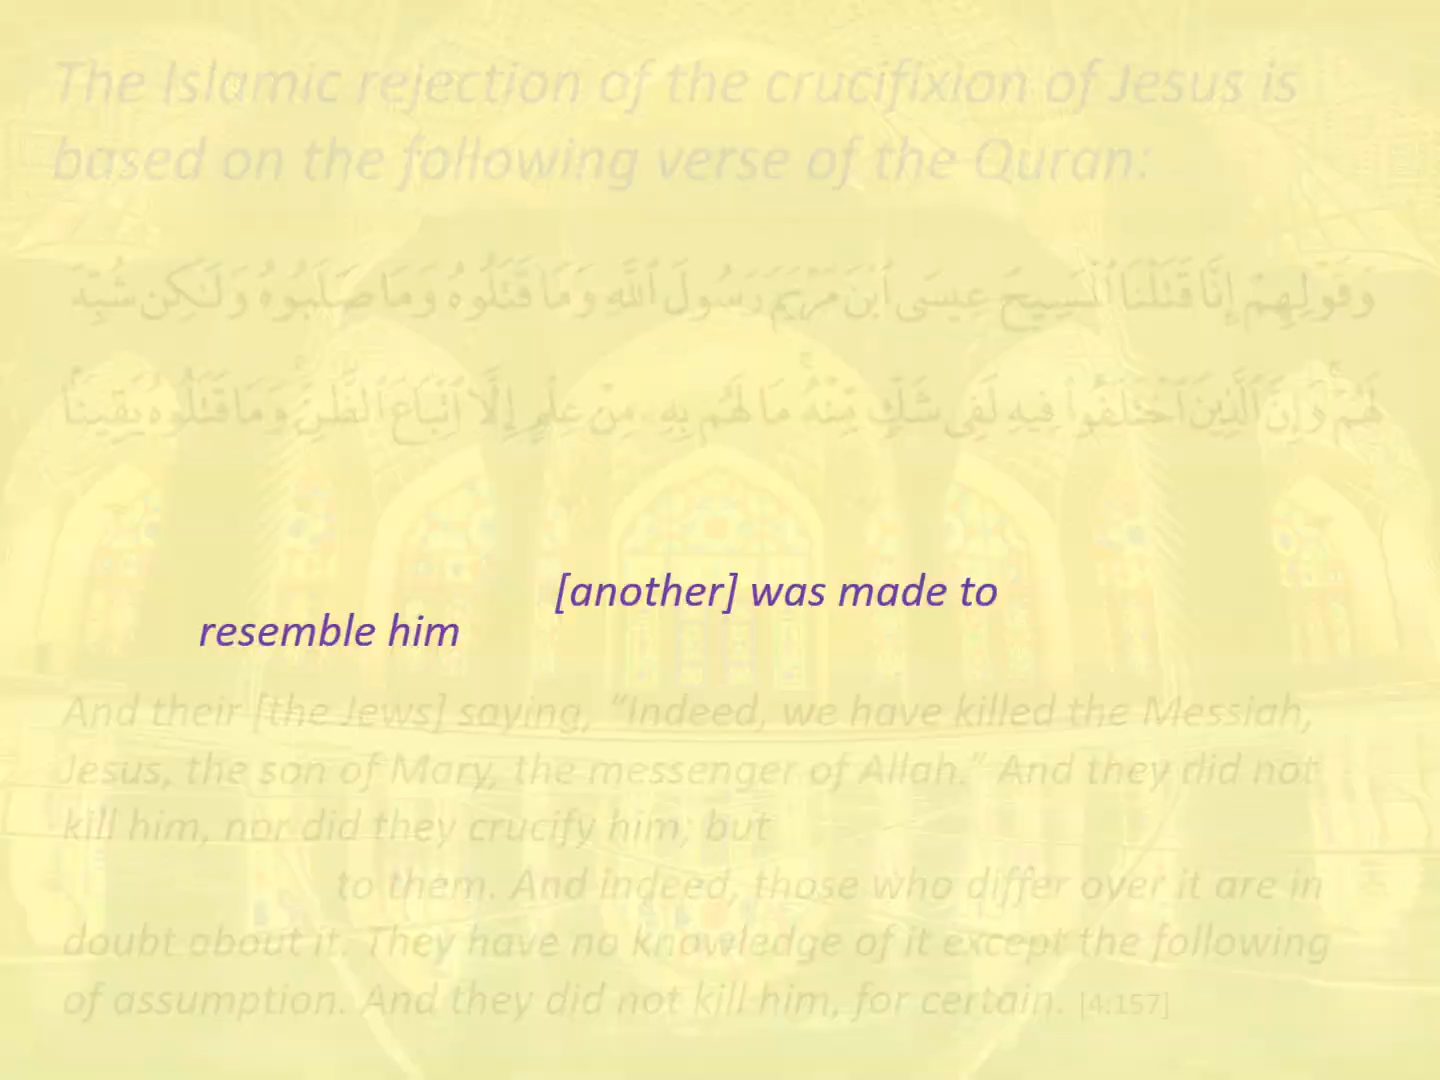 The Islamic rejection of the crucifixion of Jesus is
based on the following verse of the Quran:
وَقَوْلِهِمْ إِنَّا قَتَلْنَا ٱلْمَسِيحَ عِيسَى ٱبْنَ مَرْيَمَ رَسُولَ ٱللَّهِ وَمَا قَتَلُوهُ وَمَا صَلَبُوهُ وَلَٰكِن شُبِّهَ
لَهُمْ ۚ وَإِنَّ ٱلَّذِينَ ٱخْتَلَفُوا۟ فِيهِ لَفِى شَكٍّ مِّنْهُ ۚ مَا لَهُم بِهِۦ مِنْ عِلْمٍ إِلَّا ٱتِّبَاعَ ٱلظَّنِّ ۚ وَمَا قَتَلُوهُ يَقِينًۢا
[another] was made to
resemble him
And their [the Jews] saying, “Indeed, we have killed the Messiah,
Jesus, the son of Mary, the messenger of Allah.” And they did not
kill him, nor did they crucify him; but
to them. And indeed, those who differ over it are in
doubt about it. They have no knowledge of it except the following
of assumption. And they did not kill him, for certain. [4:157]